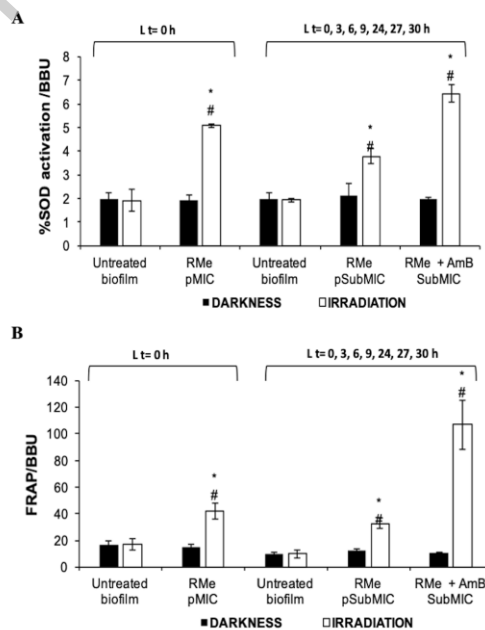 A
L t= 0 h
L t= 0, 3, 6, 9, 24, 27, 30 h
%SOD activation /BBU
8
7
6
5
4
3
2
1
0
*
#
*
#
*
#
Untreated biofilm
RMe pMIC
Untreated biofilm
RMe pSubMIC
RMe + AmB SubMIC
DARKNESS IRRADIATION
B
L t= 0 h
L t= 0, 3, 6, 9, 24, 27, 30 h
FRAP/BBU
140
120
100
80
60
40
20
0
*
#
*
#
*
#
Untreated biofilm
RMe pMIC
Untreated biofilm
RMe pSubMIC
RMe + AmB SubMIC
DARKNESS IRRADIATION